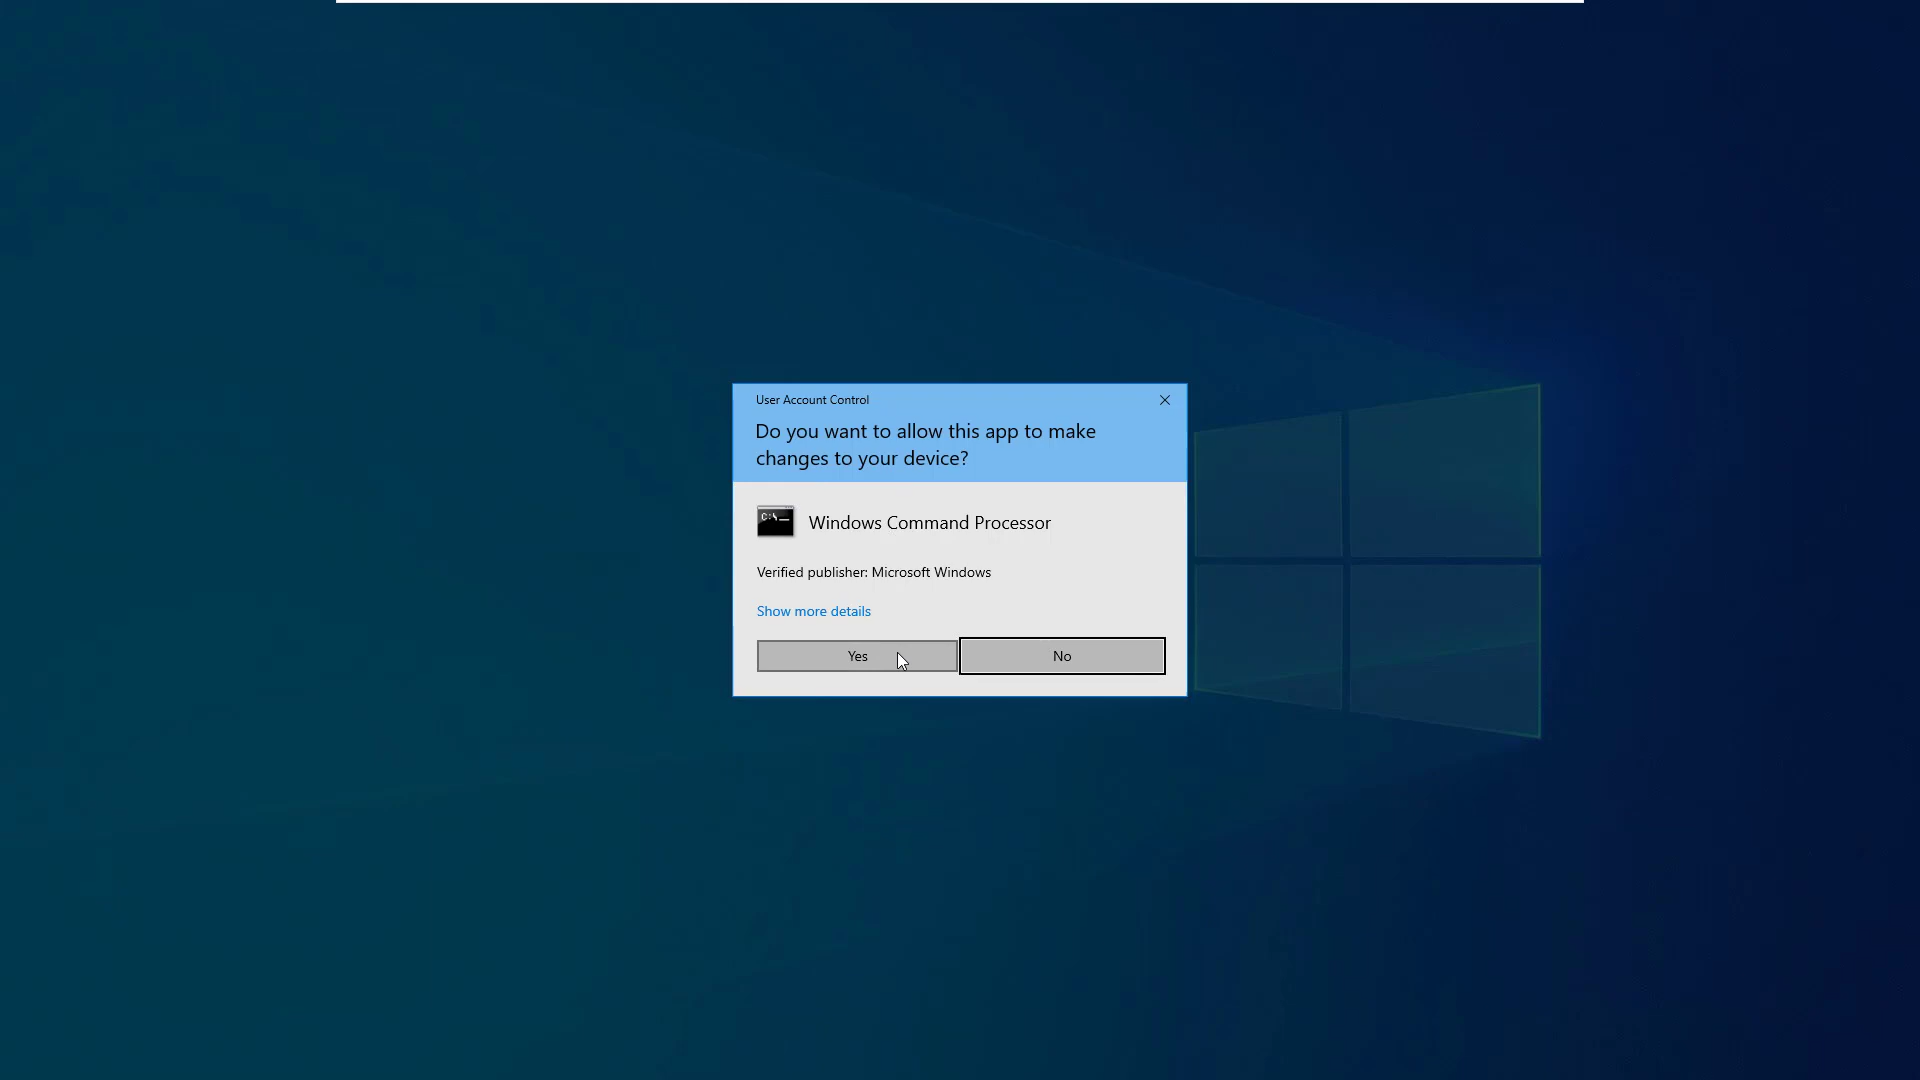 User Account Control
Do you want to allow this app to make
changes to your device?
C:\_
Windows Command Processor
Verified publisher: Microsoft Windows
Show more details
Yes
No